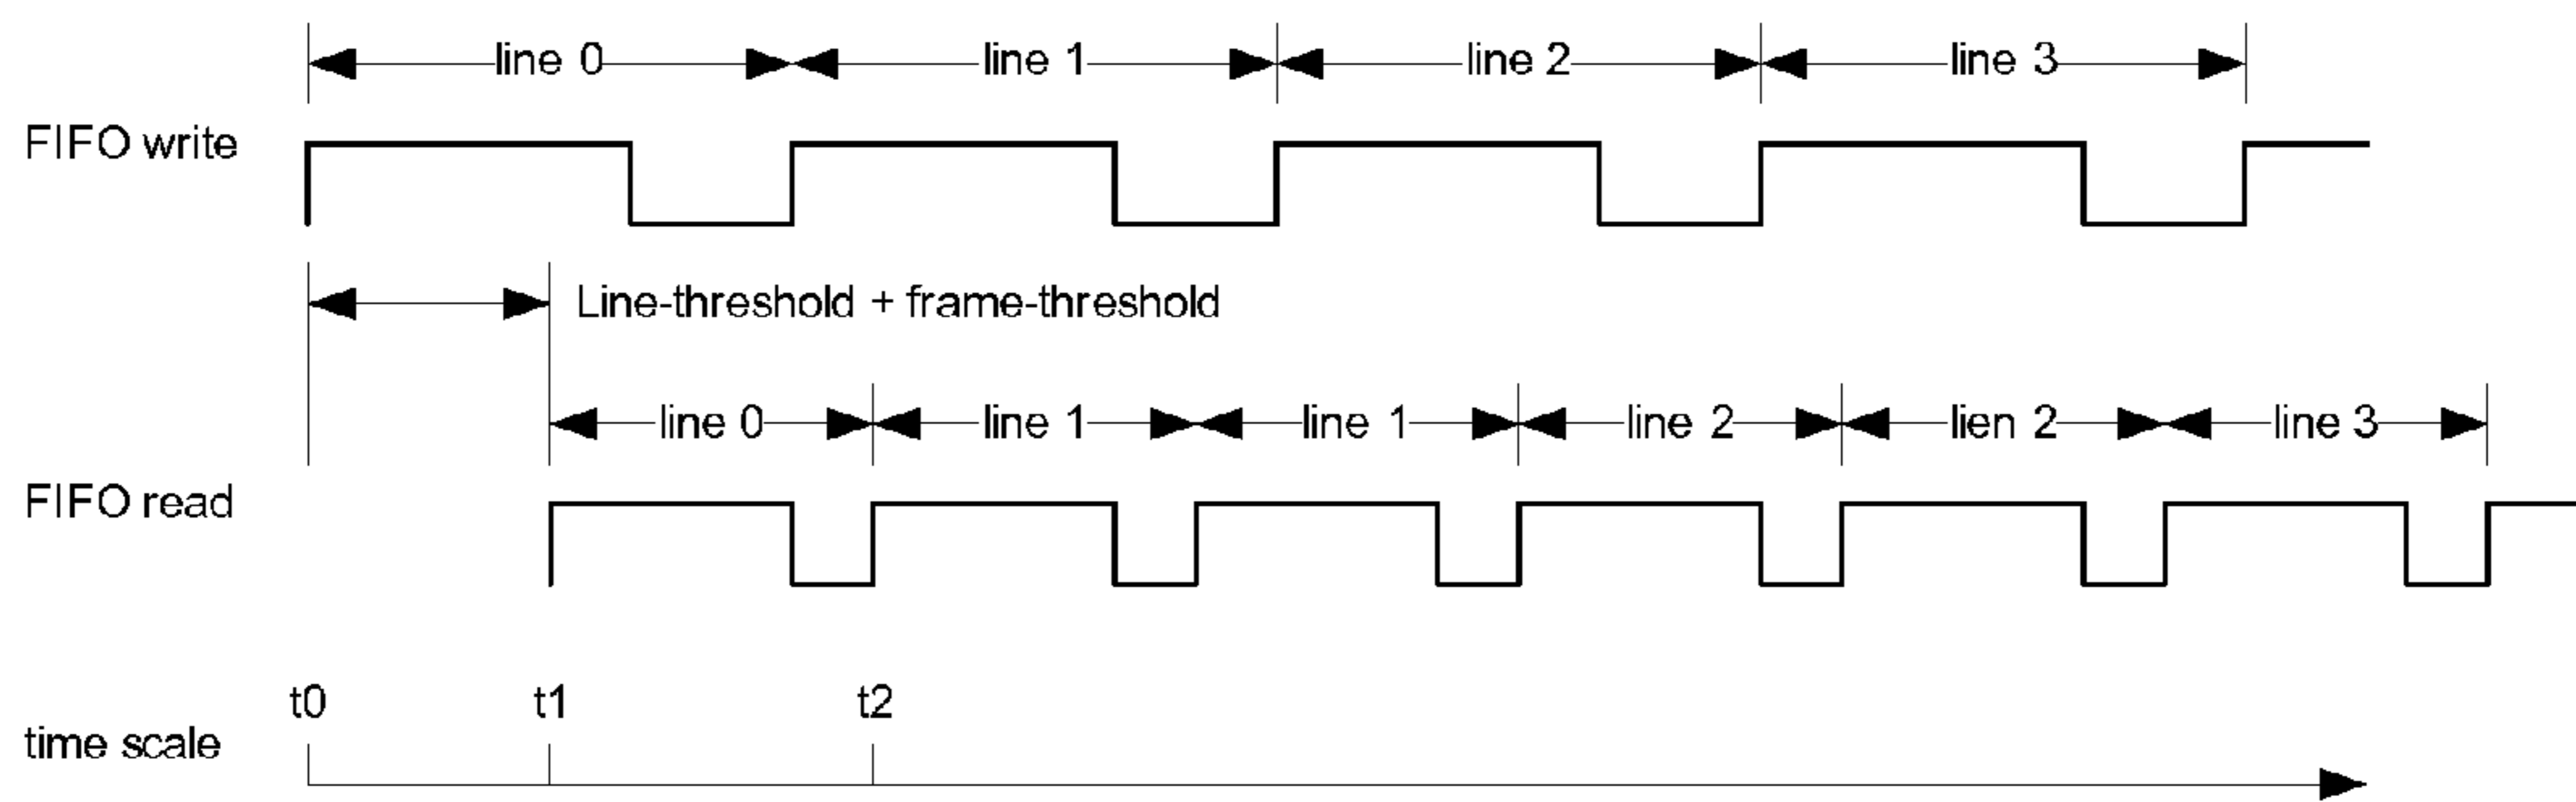 line 0 line 1 line 2 line 3
FIFO write
Line-threshold + frame-threshold
line 0 line 1 line 1 line 2 lien 2 line 3
FIFO read
t0 t1 t2
time scale